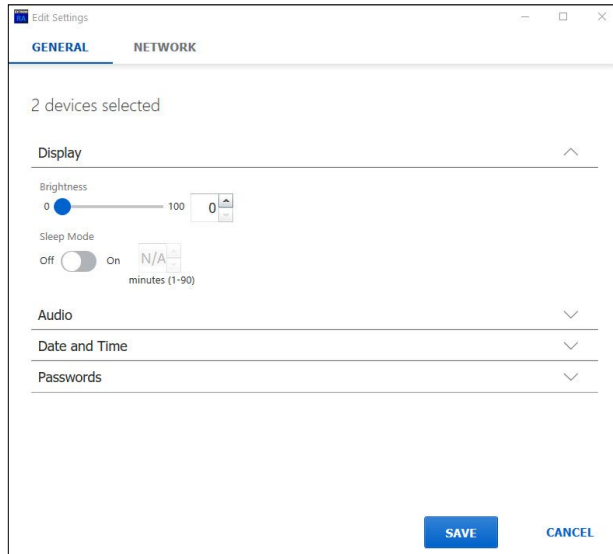 RA Edit Settings
GENERAL NETWORK
2 devices selected
Display
Brightness
0 100 0
Sleep Mode
Off On N/A
minutes (1-90)
Audio
Date and Time
Passwords
SAVE CANCEL